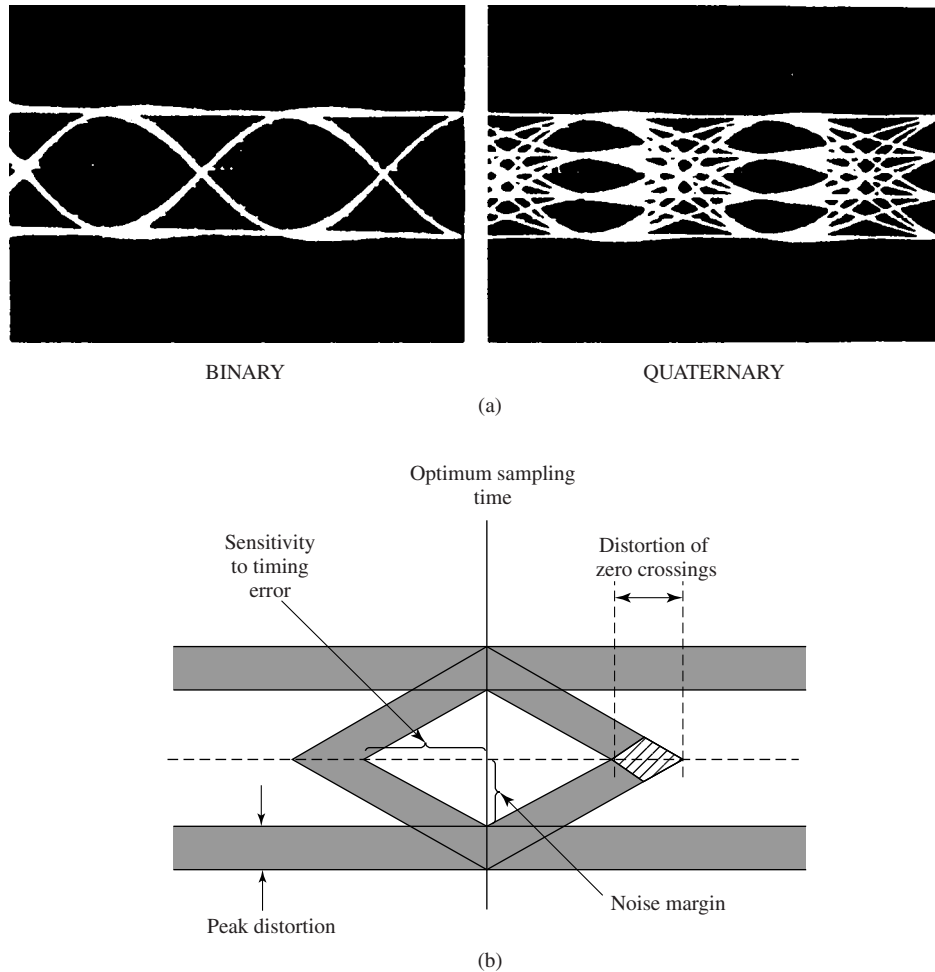 BINARY
QUATERNARY
(a)
Optimum sampling
time
Sensitivity
to timing
error
Distortion of
zero crossings
Noise margin
Peak distortion
(b)